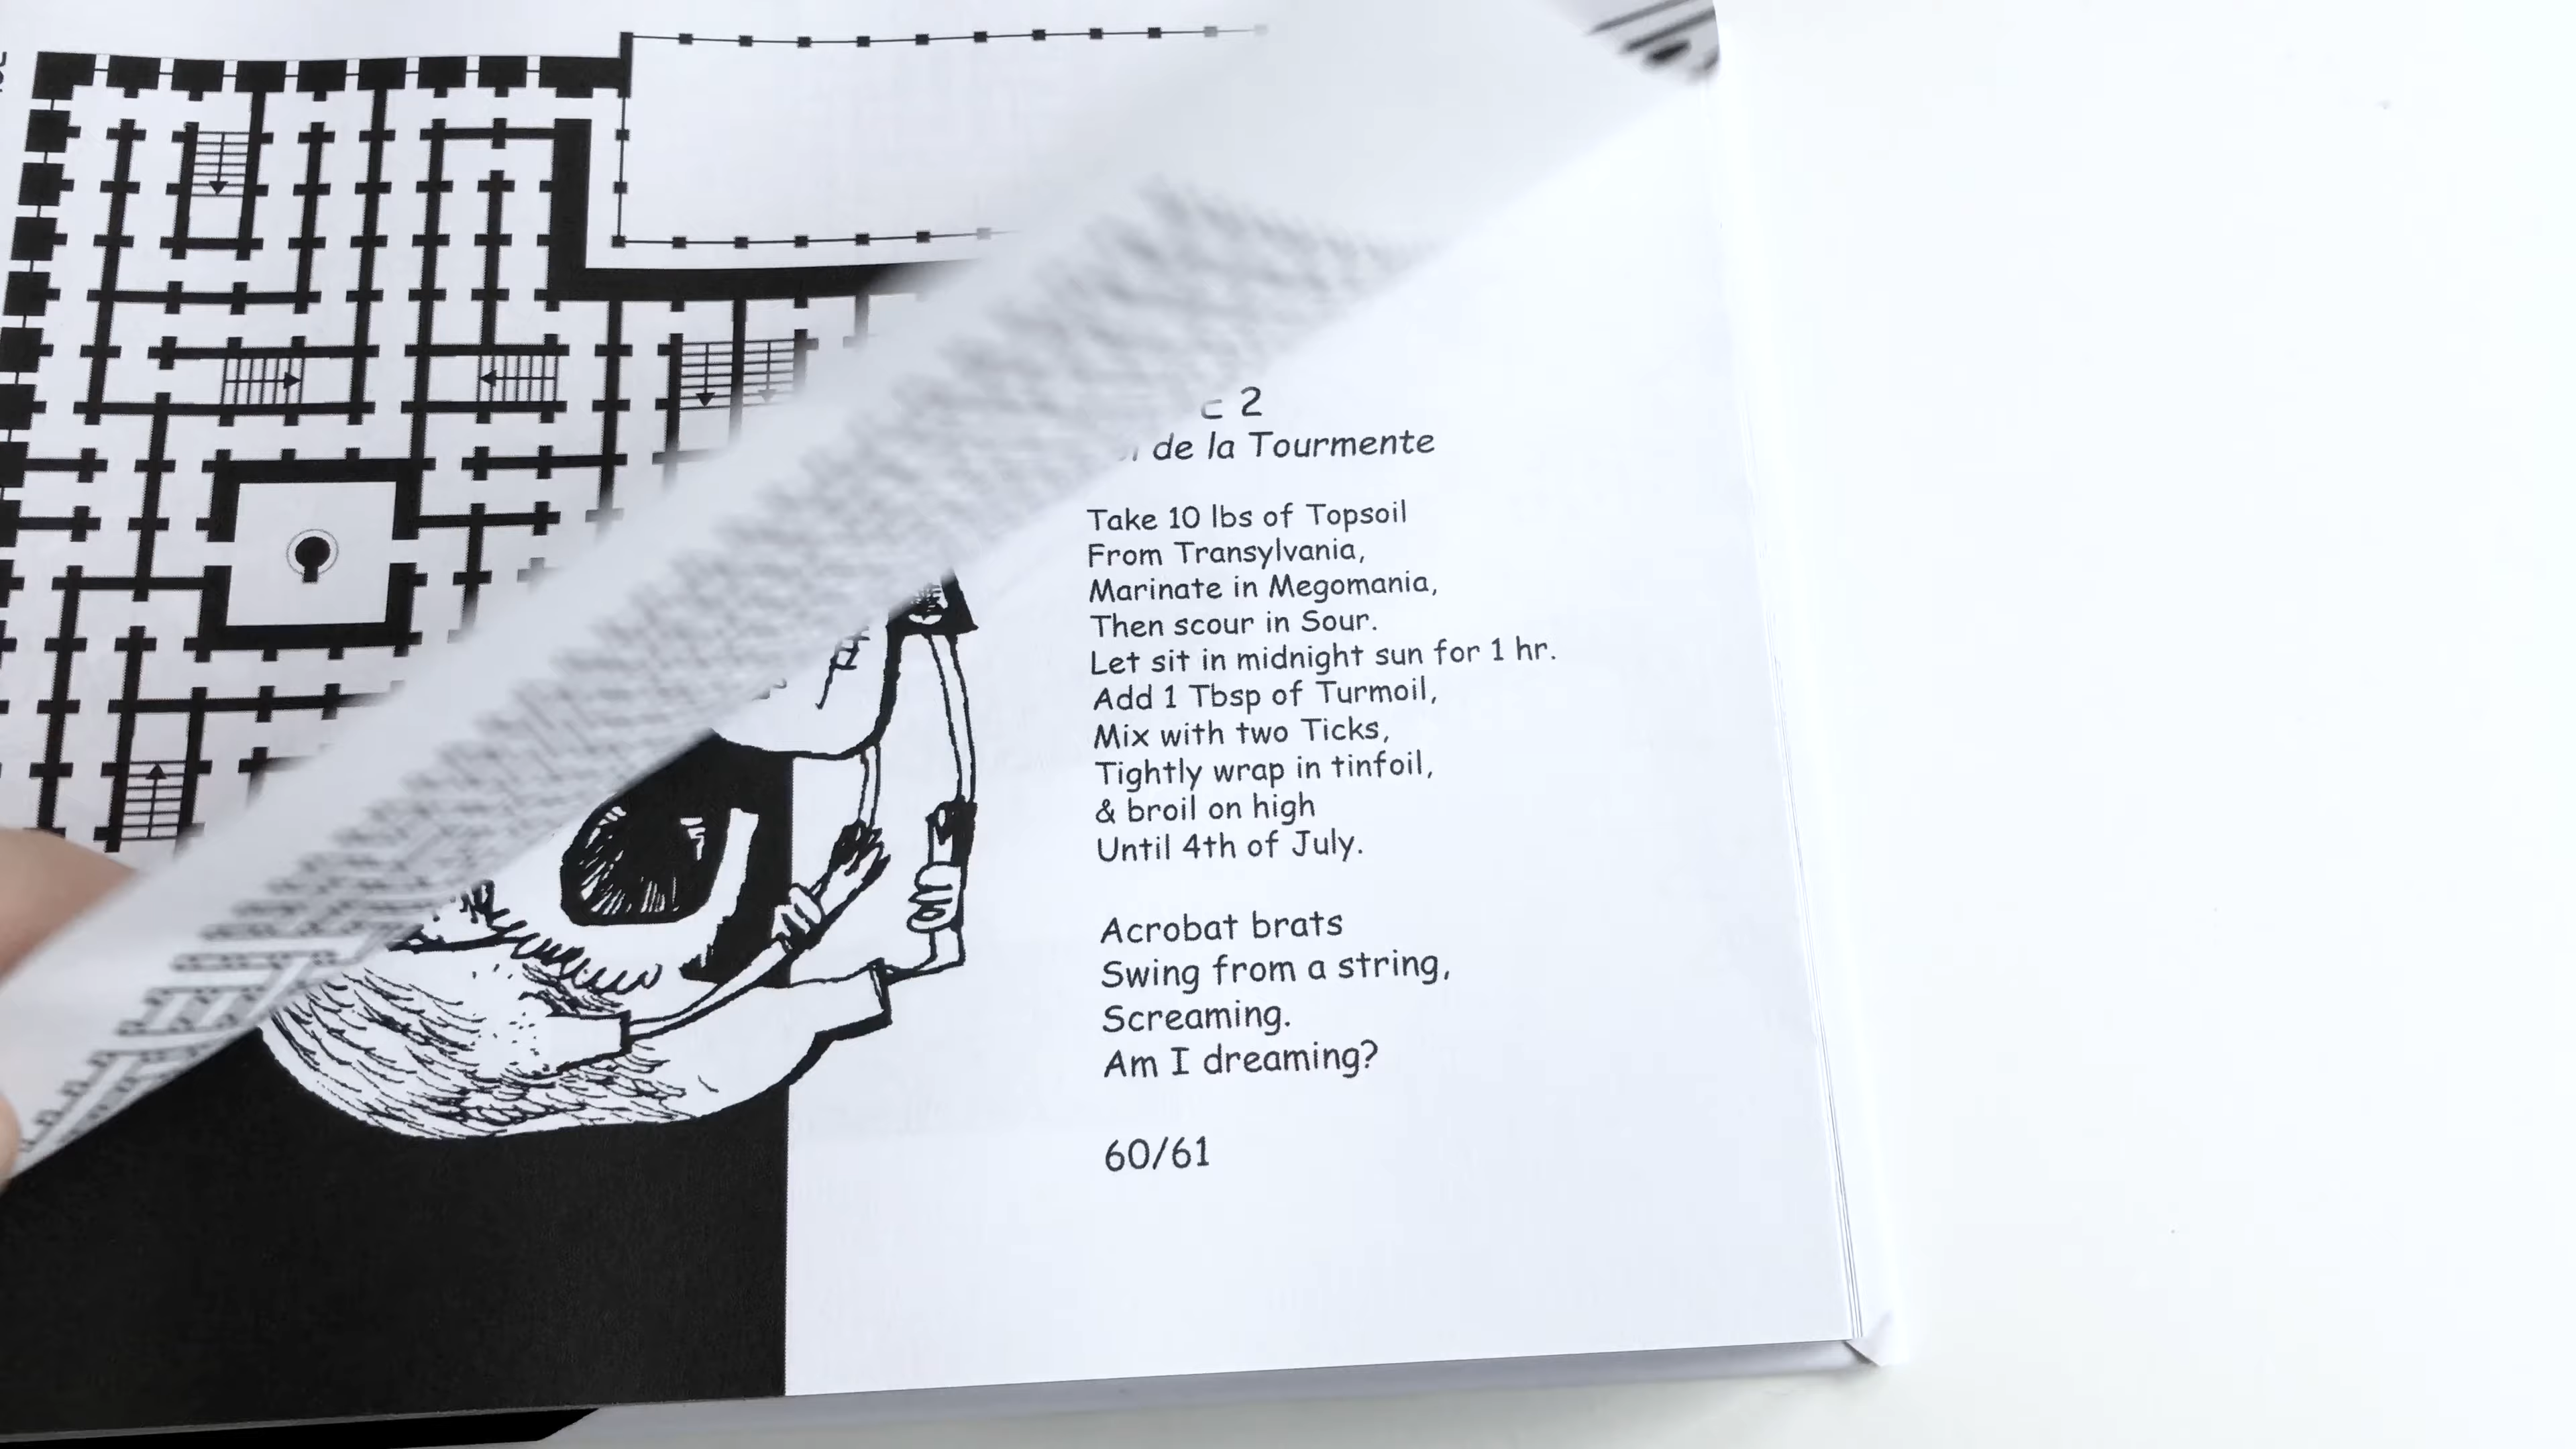 2
de la Tourmente
Take 10 lbs of Topsoil
From Transylvania,
Marinate in Megomania,
Then scour in Sour.
Let sit in midnight sun for 1 hr.
Add 1 Tbsp of Turmoil,
Mix with two Ticks,
Tightly wrap in tinfoil,
& broil on high
Until 4th of July.
Acrobat brats
Swing from a string,
Screaming.
Am I dreaming?
60/61